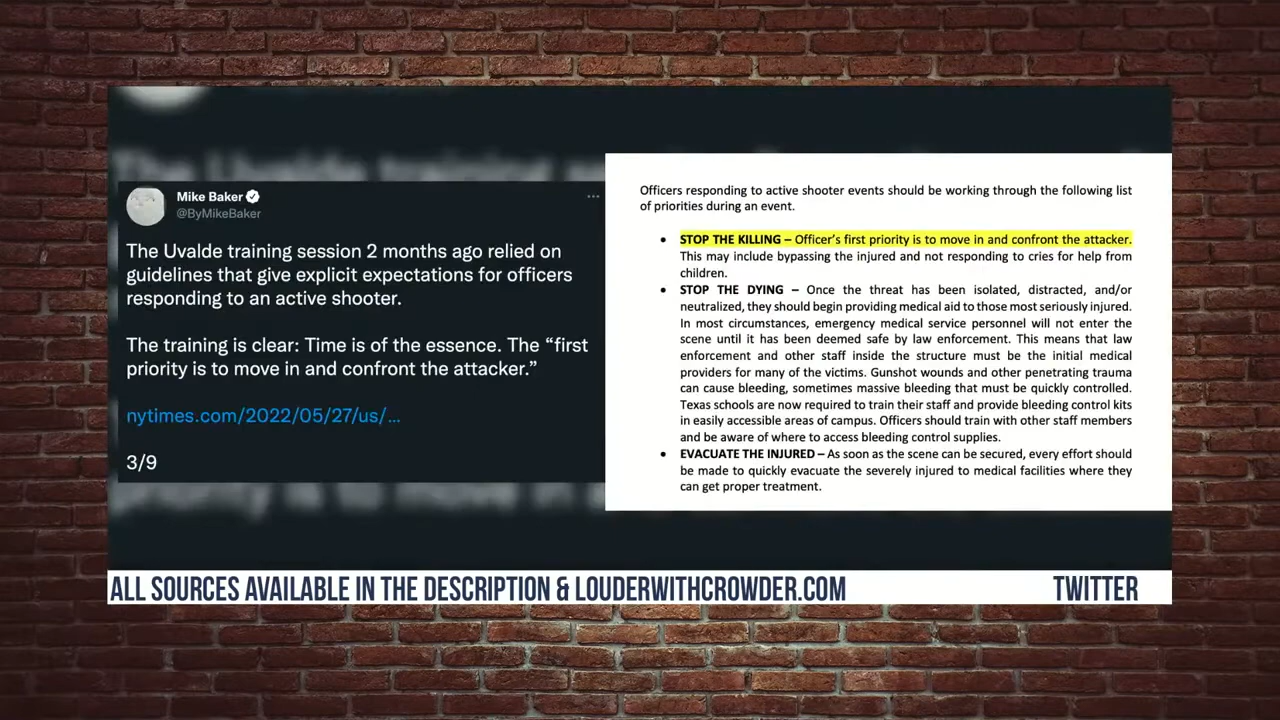 Mike Baker
@ByMikeBaker
The Uvalde training session 2 months ago relied on
guidelines that give explicit expectations for officers
responding to an active shooter.
The training is clear: Time is of the essence. The “first
priority is to move in and confront the attacker.”
nytimes.com/2022/05/27/us/...
3/9
Officers responding to active shooter events should be working through the following list
of priorities during an event.
• STOP THE KILLING – Officer’s first priority is to move in and confront the attacker.
This may include bypassing the injured and not responding to cries for help from
children.
• STOP THE DYING – Once the threat has been isolated, distracted, and/or
neutralized, they should begin providing medical aid to those most seriously injured.
In most circumstances, emergency medical service personnel will not enter the
scene until it has been deemed safe by law enforcement. This means that law
enforcement and other staff inside the structure must be the initial medical
providers for many of the victims. Gunshot wounds and other penetrating trauma
can cause bleeding, sometimes massive bleeding that must be quickly controlled.
Texas schools are now required to train their staff and provide bleeding control kits
in easily accessible areas of campus. Officers should train with other staff members
and be aware of where to access bleeding control supplies.
• EVACUATE THE INJURED – As soon as the scene can be secured, every effort should
be made to quickly evacuate the severely injured to medical facilities where they
can get proper treatment.
ALL SOURCES AVAILABLE IN THE DESCRIPTION & LOUDERWITHCROWDER.COM
TWITTER